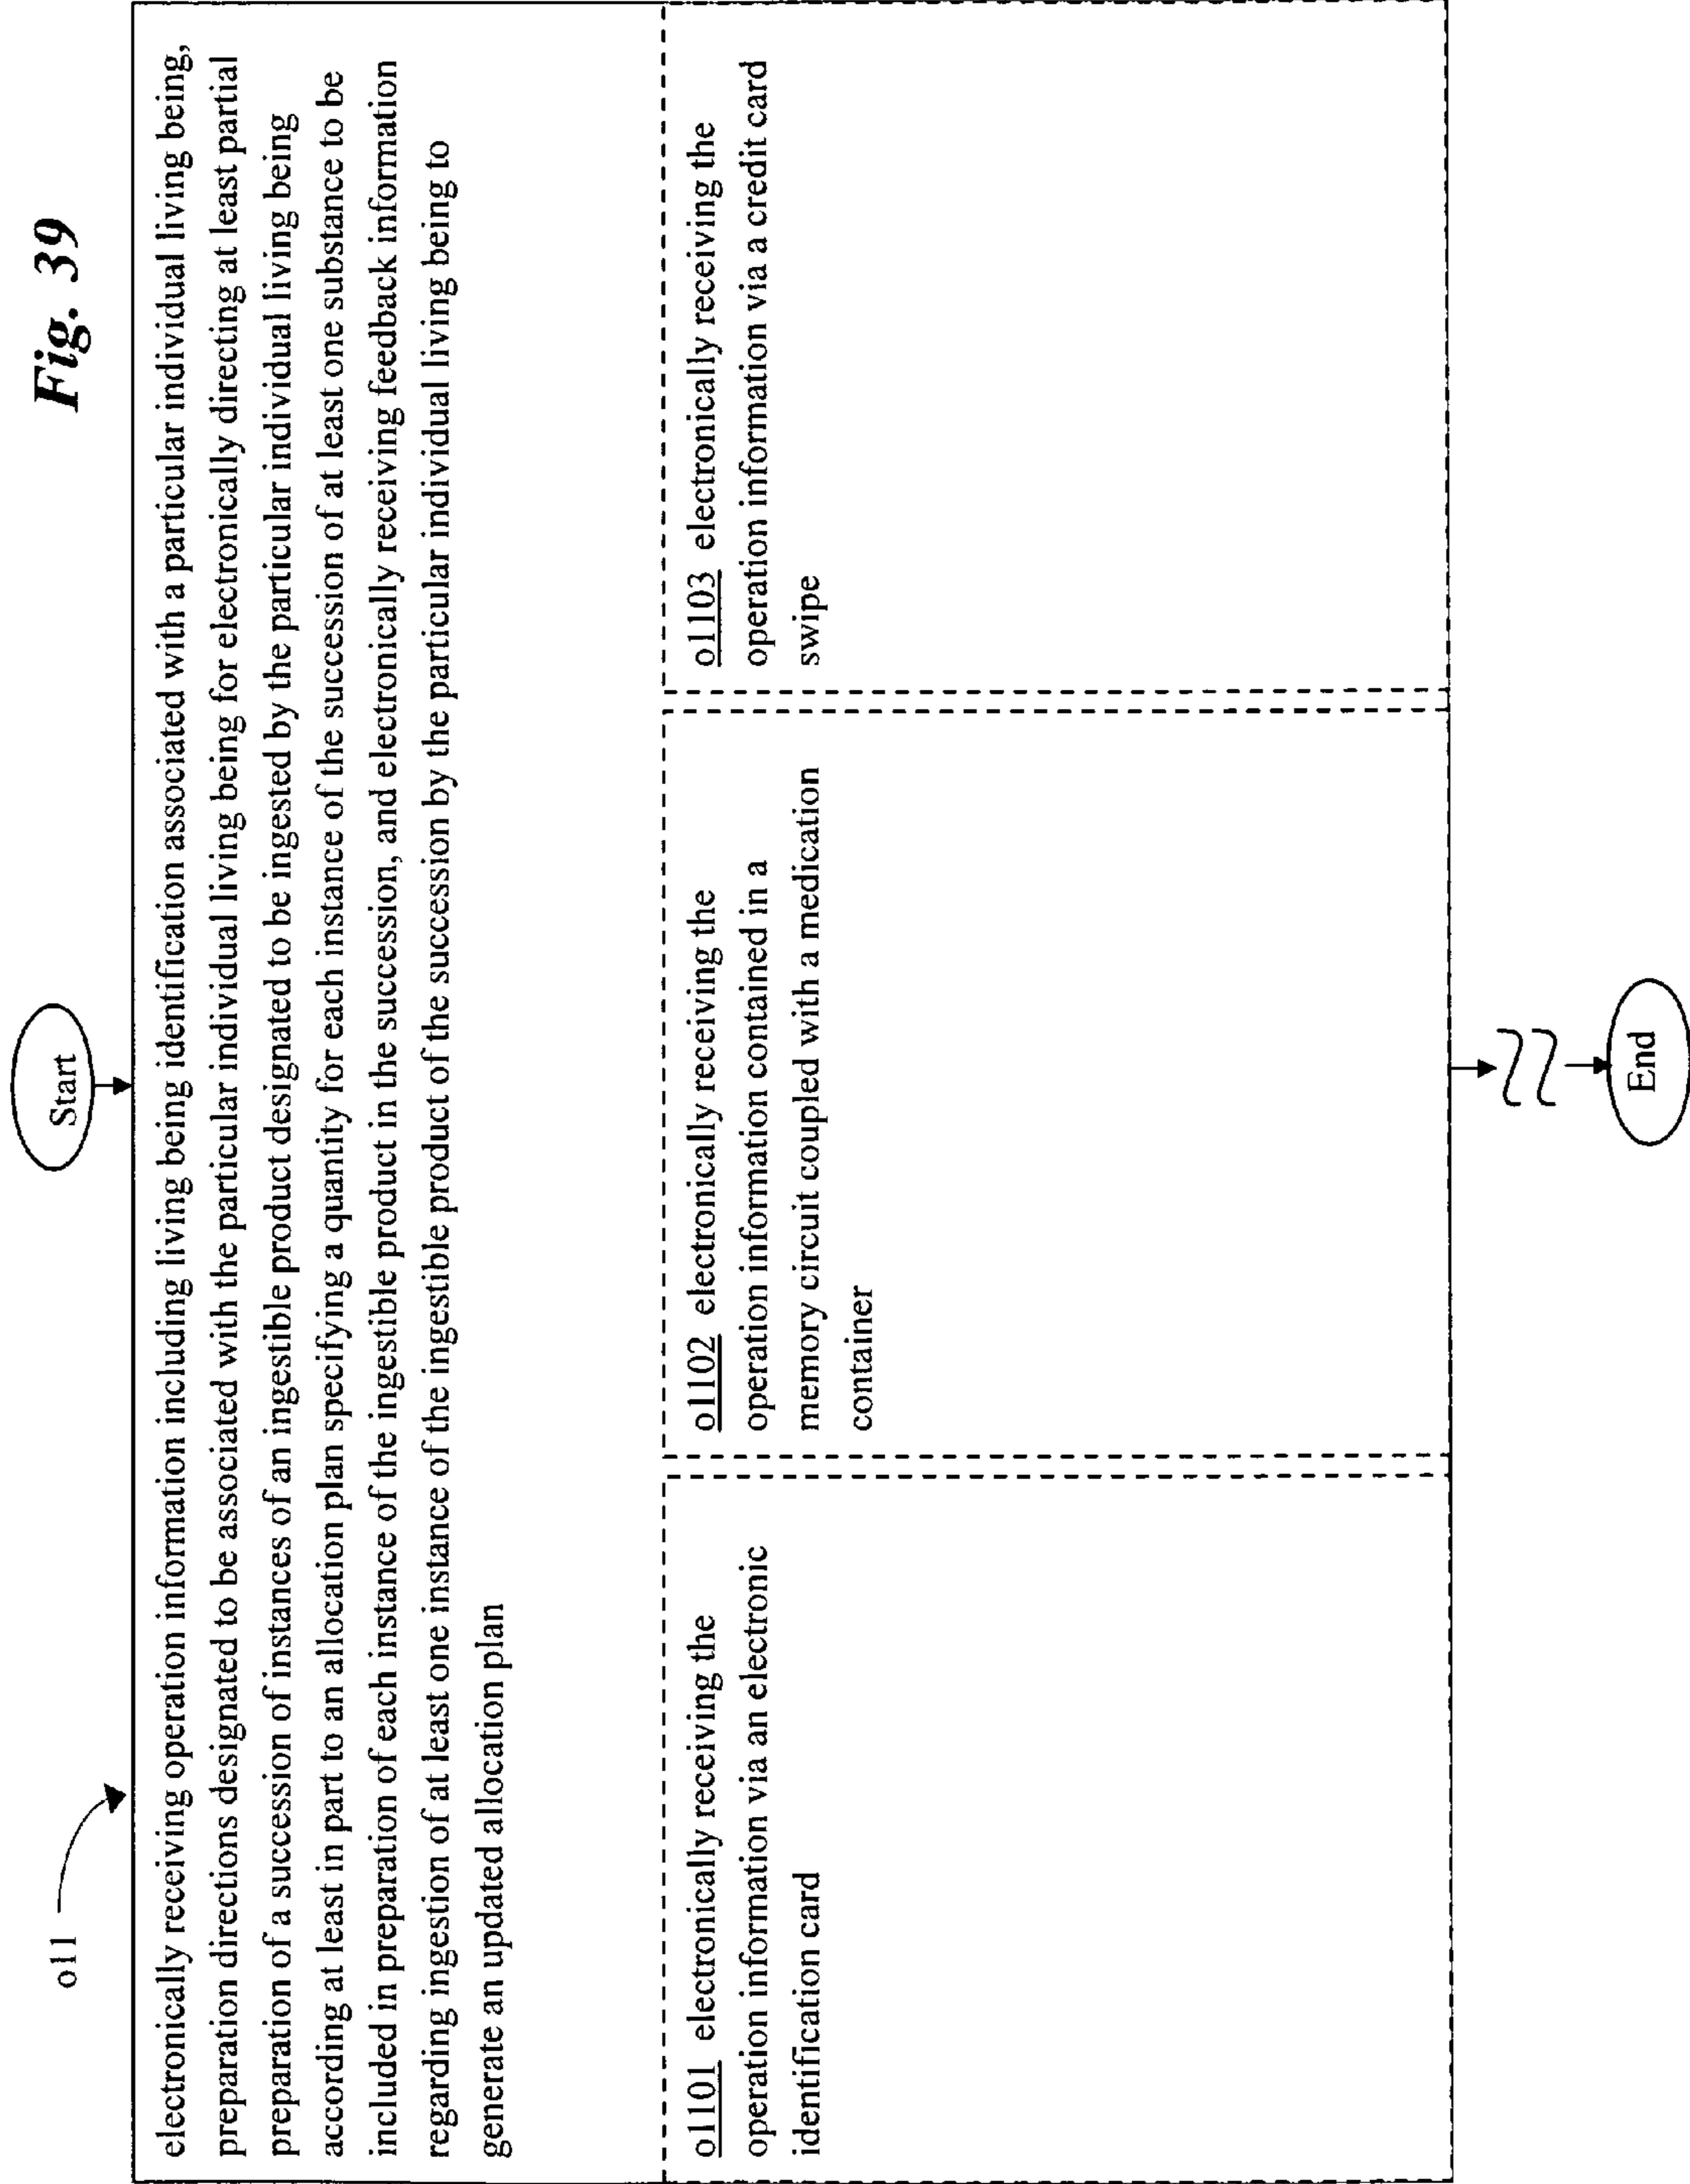 Fig. 39
Start
o11
electronically receiving operation information including living being identification associated with a particular individual living being,
preparation directions designated to be associated with the particular individual living being for electronically directing at least partial
preparation of a succession of instances of an ingestible product designated to be ingested by the particular individual living being
according at least in part to an allocation plan specifying a quantity for each instance of the succession of at least one substance to be
included in preparation of each instance of the ingestible product in the succession, and electronically receiving feedback information
regarding ingestion of at least one instance of the ingestible product of the succession by the particular individual living being to
generate an updated allocation plan
o1101 electronically receiving the
operation information via an electronic
identification card
o1102 electronically receiving the
operation information contained in a
memory circuit coupled with a medication
container
o1103 electronically receiving the
operation information via a credit card
swipe
End